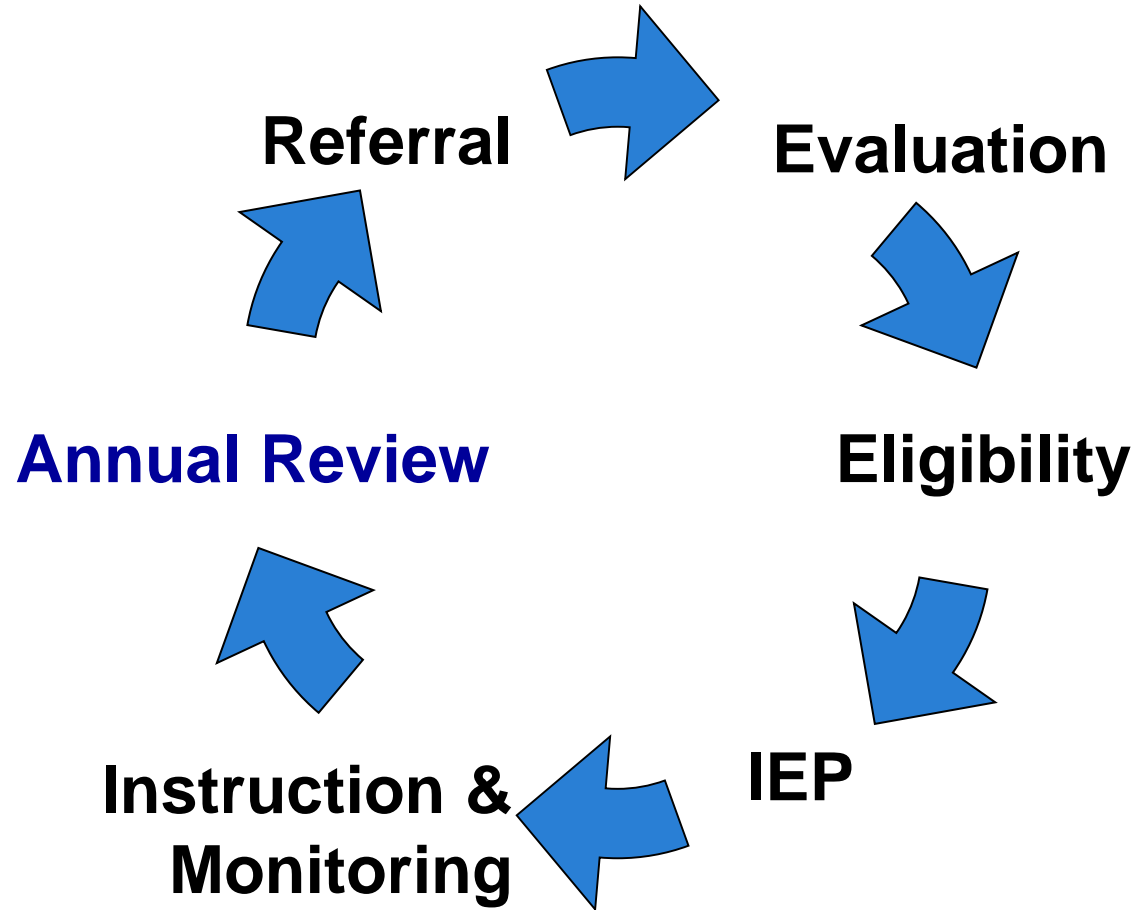 Referral
Evaluation
Annual Review
Eligibility
Instruction &
Monitoring
IEP